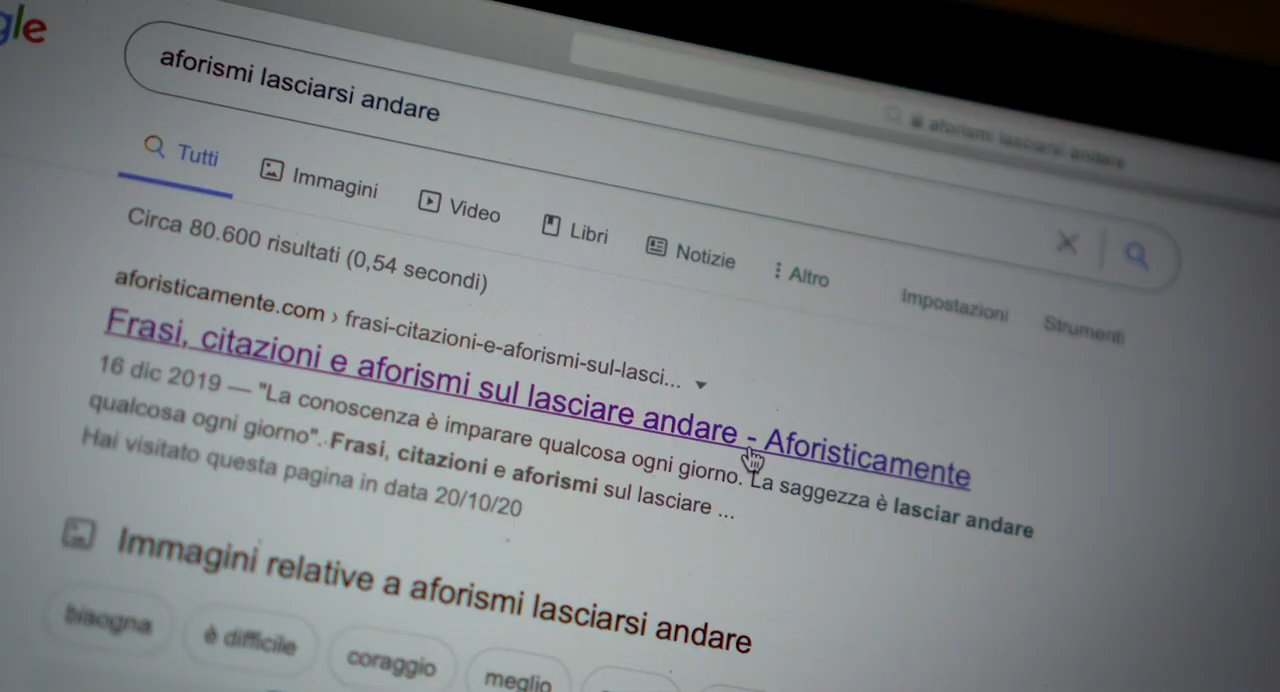 gle
aforismi lasciarsi andare
aforismi lasciarsi andare
Tutti Immagini Video Libri Notizie Altro Impostazioni Strumenti
Circa 80.600 risultati (0,54 secondi)
aforisticamente.com › frasi-citazioni-e-aforismi-sul-lasci...
Frasi, citazioni e aforismi sul lasciare andare - Aforisticamente
16 dic 2019 — "La conoscenza è imparare qualcosa ogni giorno. La saggezza è lasciar andare
qualcosa ogni giorno". Frasi, citazioni e aforismi sul lasciare ...
Hai visitato questa pagina in data 20/10/20
Immagini relative a aforismi lasciarsi andare
bisogna è difficile coraggio meglio